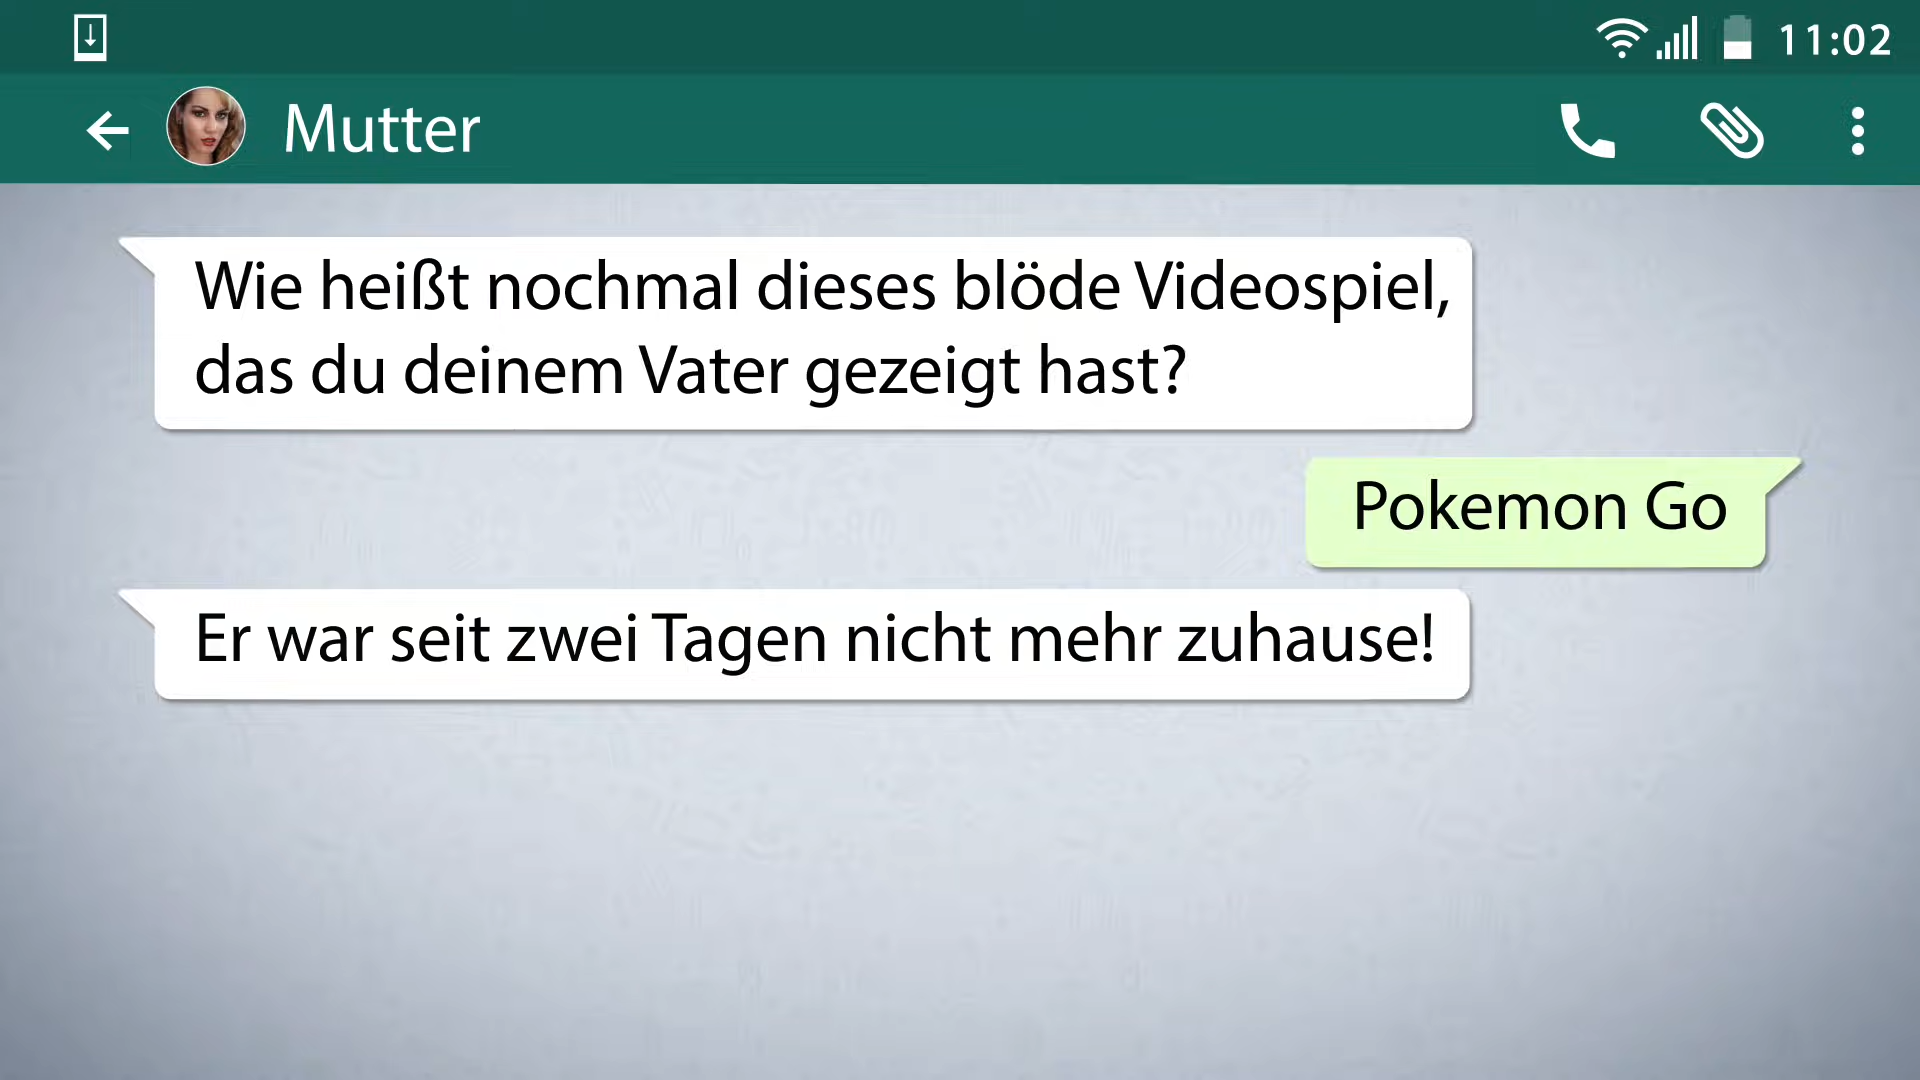 11:02
Mutter
Wie heißt nochmal dieses blöde Videospiel,
das du deinem Vater gezeigt hast?
Pokemon Go
Er war seit zwei Tagen nicht mehr zuhause!